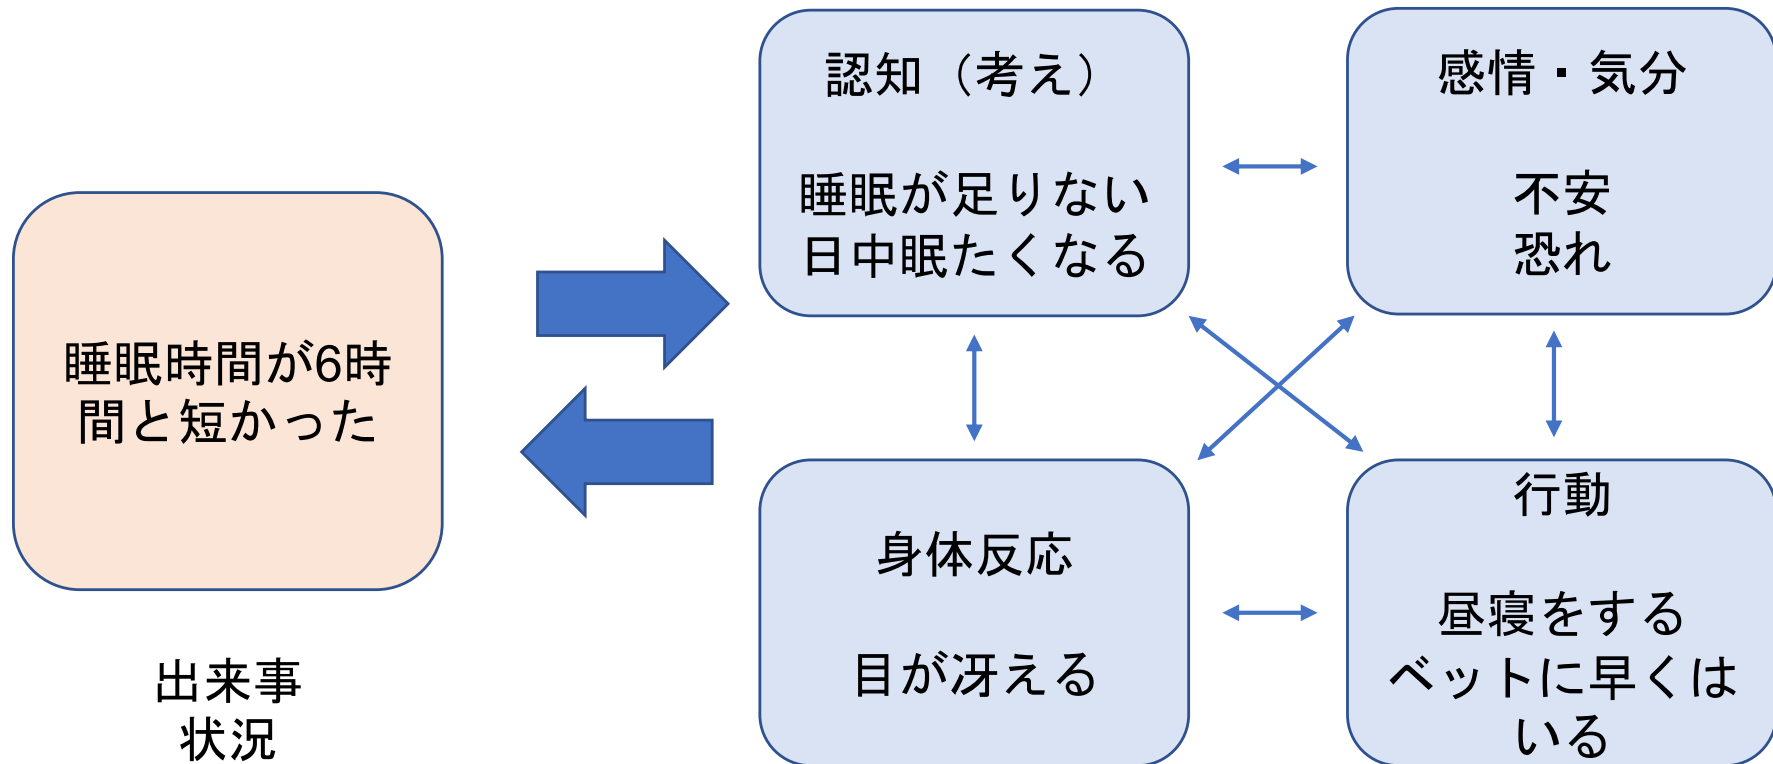 睡眠時間が6時
間と短かった
出来事
状況
認知（考え）
睡眠が足りない
日中眠たくなる
感情・気分
不安
恐れ
身体反応
目が冴える
行動
昼寝をする
ベットに早くは
いる